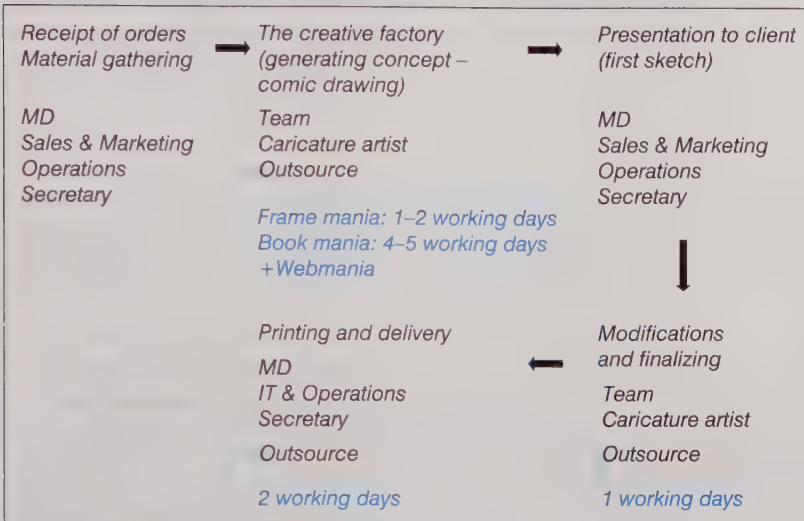 Receipt of orders
Material gathering
MD
Sales & Marketing
Operations
Secretary
The creative factory
(generating concept –
comic drawing)
Team
Caricature artist
Outsource
Frame mania: 1–2 working days
Book mania: 4–5 working days
+Webmania
Presentation to client
(first sketch)
MD
Sales & Marketing
Operations
Secretary
Modifications
and finalizing
Team
Caricature artist
Outsource
1 working days
Printing and delivery
MD
IT & Operations
Secretary
Outsource
2 working days